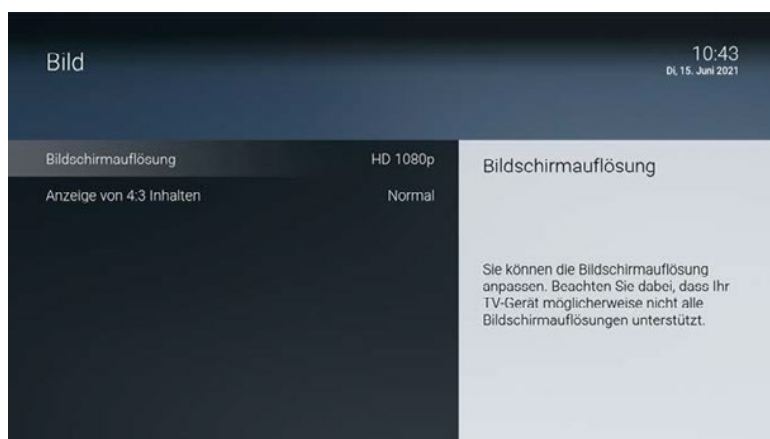 Bild
10:43
Di, 15. Juni 2021
Bildschirmauflösung HD 1080p
Anzeige von 4:3 Inhalten Normal
Bildschirmauflösung
Sie können die Bildschirmauflösung
anpassen. Beachten Sie dabei, dass Ihr
TV-Gerät möglicherweise nicht alle
Bildschirmauflösungen unterstützt.